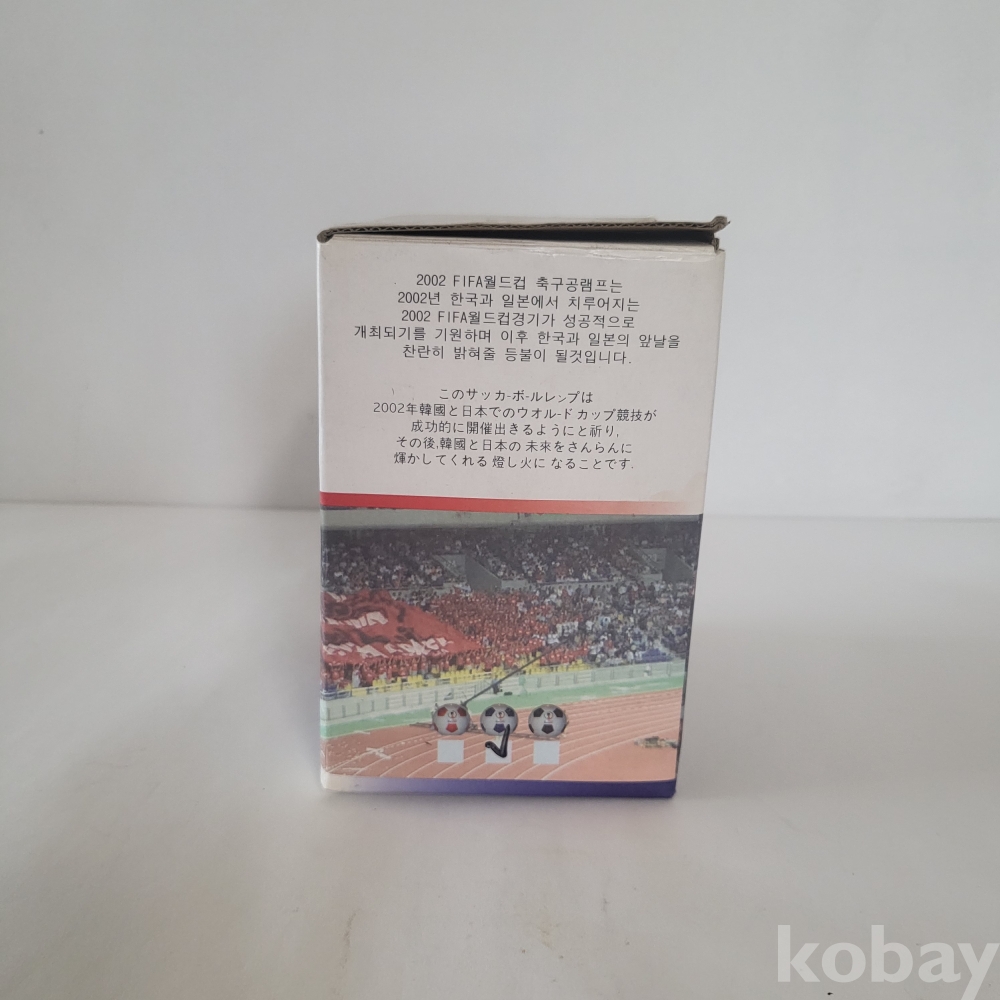 2002 FIFA월드컵 축구공램프는
2002년 한국과 일본에서 치루어지는
2002 FIFA월드컵경기가 성공적으로
개최되기를 기원하며 이후 한국과 일본의 앞날을
찬란히 밝혀줄 등불이 될것입니다.
このサッカ-ボ-ルレンプは
2002年韓國と日本でのウオル-ドカップ競技が
成功的に開催出きるようにと祈り,
その後,韓國と日本の 未來をさんらんに
輝かしてくれる 燈し火に なることです.
kobay